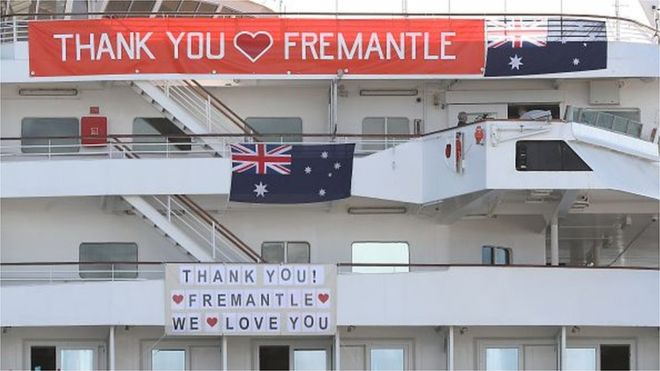 THANK YOU ♥ FREMANTLE
THANK YOU!
♥ FREMANTLE ♥
WE ♥ LOVE YOU